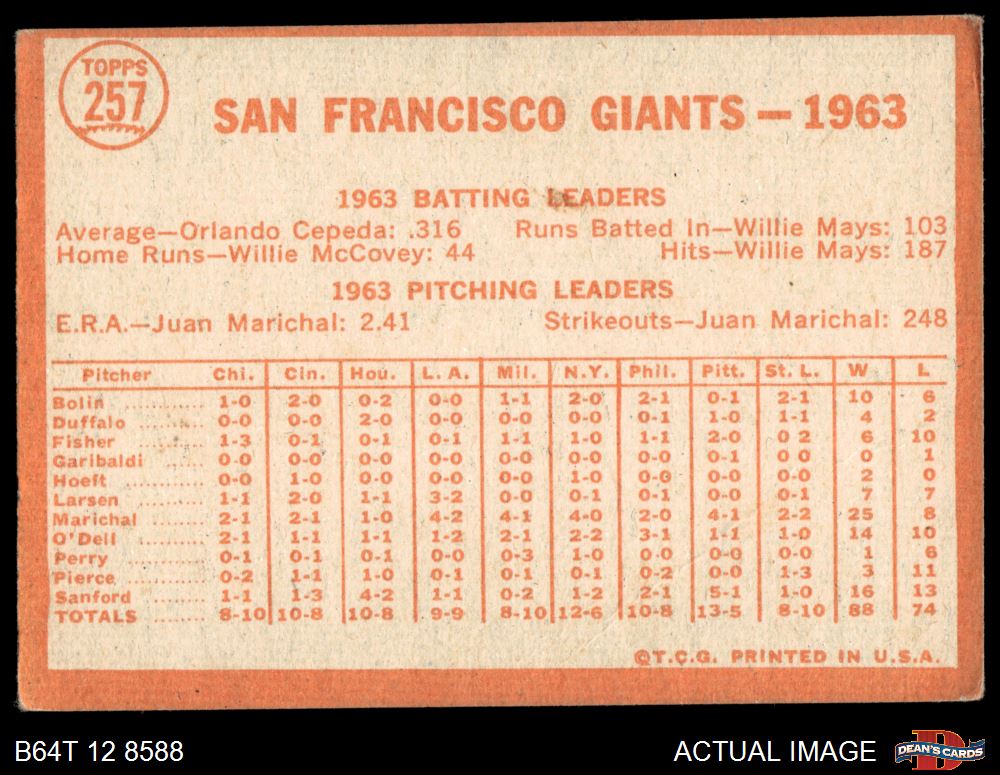 TOPPS
257
SAN FRANCISCO GIANTS — 1963
1963 BATTING LEADERS
Average—Orlando Cepeda: .316 Runs Batted In—Willie Mays: 103
Home Runs—Willie McCovey: 44 Hits—Willie Mays: 187
1963 PITCHING LEADERS
E.R.A.—Juan Marichal: 2.41 Strikeouts—Juan Marichal: 248
Pitcher Chi. Cin. Hou. L. A. Mil. N.Y. Phil. Pitt. St. L. W L
Bolin ............ 1-0 2-0 0-2 0-0 1-1 2-0 2-1 0-1 2-1 10 6
Duffalo ......... 0-0 0-0 2-0 0-0 0-0 0-0 0-1 1-0 1-1 4 2
Fisher ........... 1-3 0-1 0-1 0-1 1-1 1-0 1-1 2-0 0 2 6 10
Garibaldi ...... 0-0 0-0 0-0 0-0 0-0 0-0 0-0 0-1 0 0 0 1
Hoeft ............ 0-0 1-0 0-0 0-0 0-0 1-0 0-0 0-0 0-0 2 0
Larsen .......... 1-1 2-0 1-1 3-2 0-0 0-1 0-1 0-0 0-1 7 7
Marichal ........ 2-1 2-1 1-0 4-2 4-1 4-0 2-0 4-1 2-2 25 8
O'Dell ........... 2-1 1-1 1-1 1-2 2-1 2-2 3-1 1-1 1-0 14 10
Perry ............ 0-1 0-1 0-1 0-0 0-3 1-0 0-0 0-0 0-0 1 6
Pierce ........... 0-2 1-1 1-0 0-1 0-1 0-1 0-2 0-0 1-3 3 11
Sanford ......... 1-1 1-3 4-2 1-1 0-2 1-2 2-1 5-1 1-0 16 13
TOTALS ........ 8-10 10-8 10-8 9-9 8-10 12-6 10-8 13-5 8-10 88 74
©T.C.G. PRINTED IN U.S.A.
B64T 12 8588 ACTUAL IMAGE DEAN'S CARDS